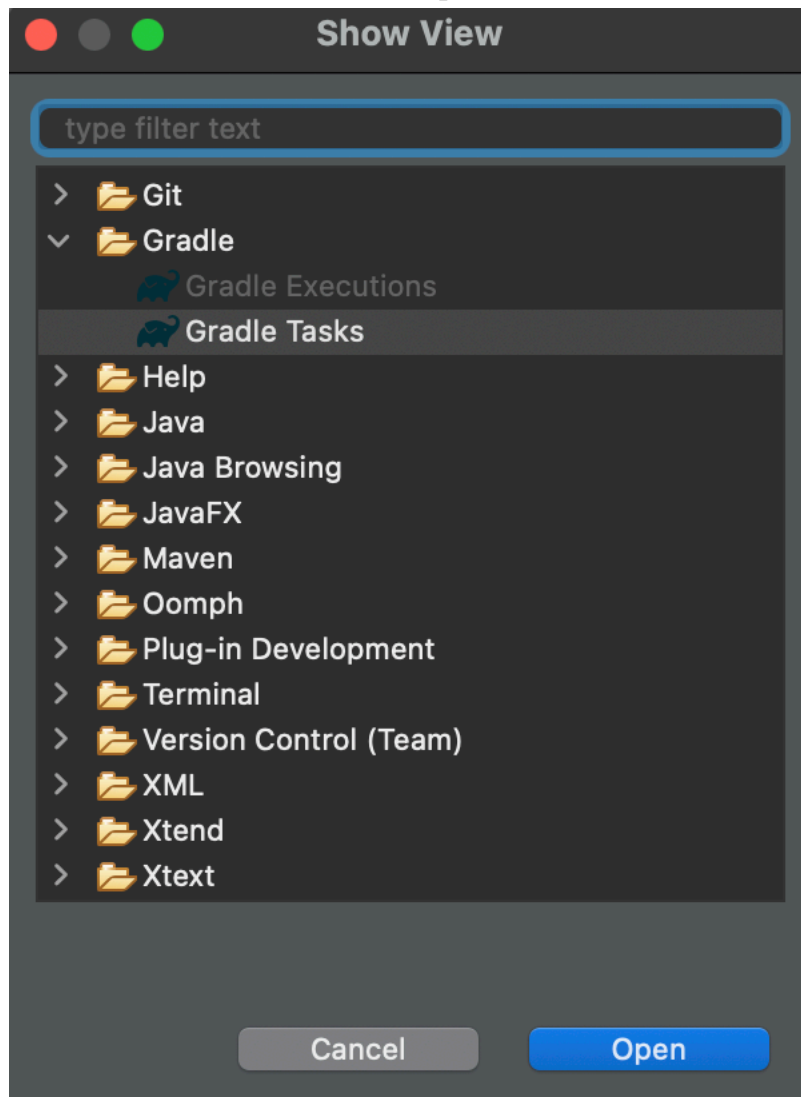 Show View
type filter text
Git
Gradle
Gradle Executions
Gradle Tasks
Help
Java
Java Browsing
JavaFX
Maven
Oomph
Plug-in Development
Terminal
Version Control (Team)
XML
Xtend
Xtext
Cancel
Open